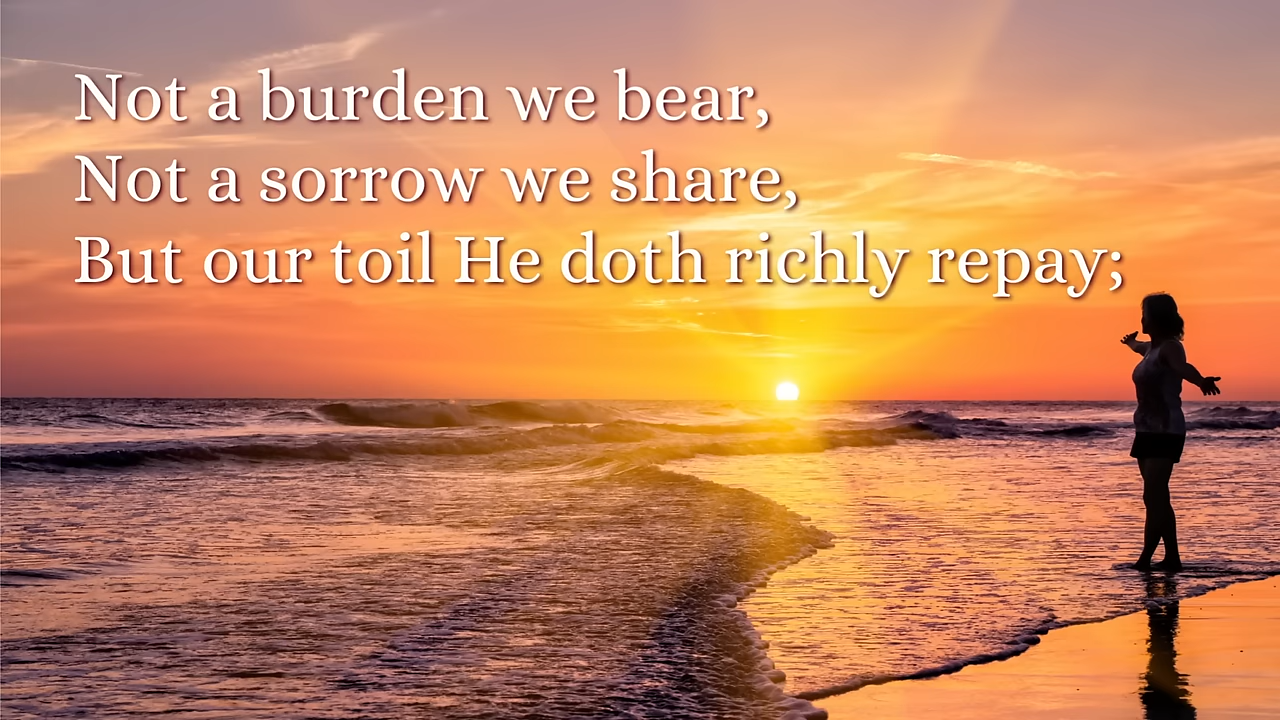 Not a burden we bear,
Not a sorrow we share,
But our toil He doth richly repay;